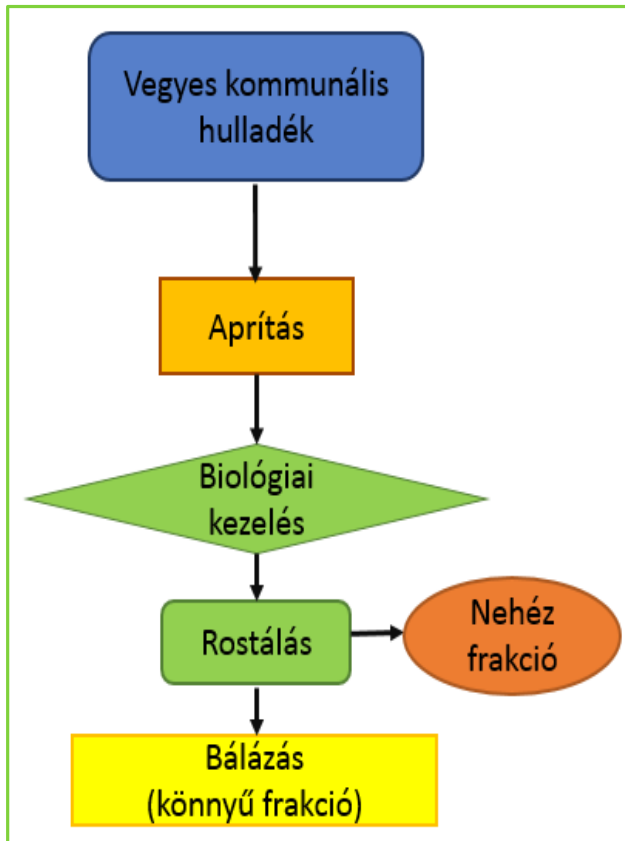 Vegyes kommunális
hulladék
Aprítás
Biológiai
kezelés
Rostálás
Nehéz
frakció
Bálázás
(könnyű frakció)